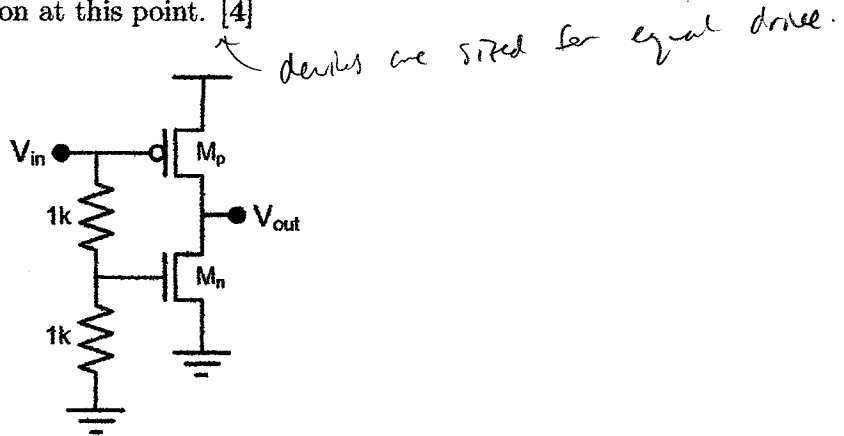 on at this point. [4]
devices are sized for equal drive.
Vin
Mp
1k
Vout
Mn
1k